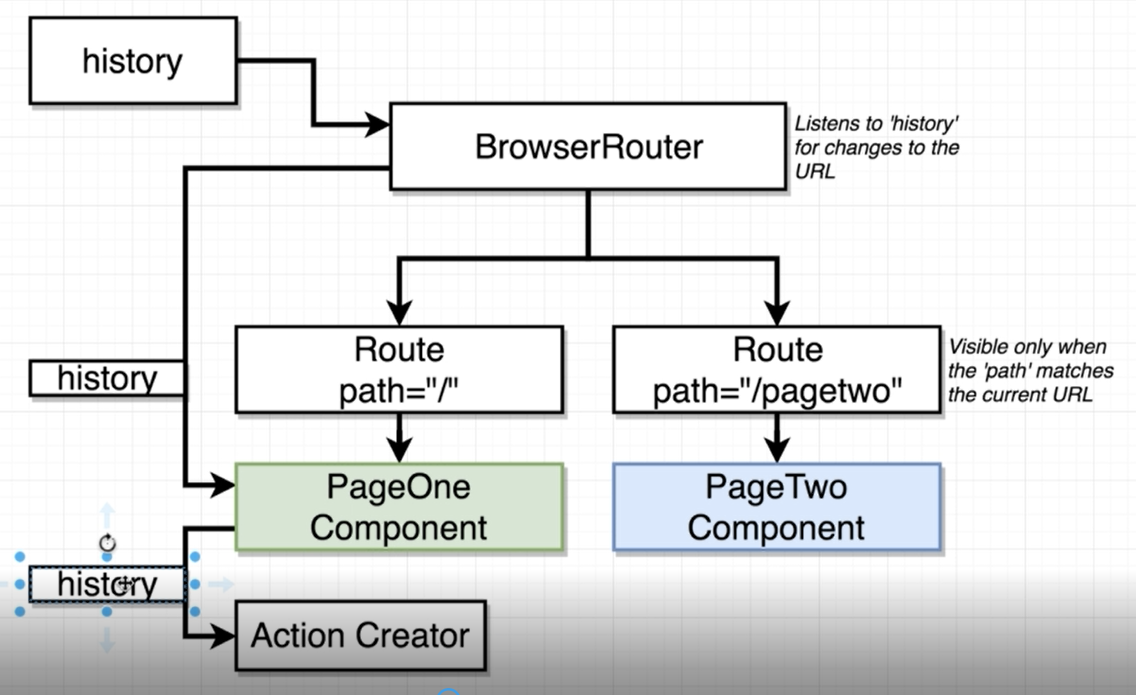 history
BrowserRouter
Listens to 'history'
for changes to the
URL
Route
path="/"
Route
path="/pagetwo"
Visible only when
the 'path' matches
the current URL
history
PageOne
Component
PageTwo
Component
history
Action Creator